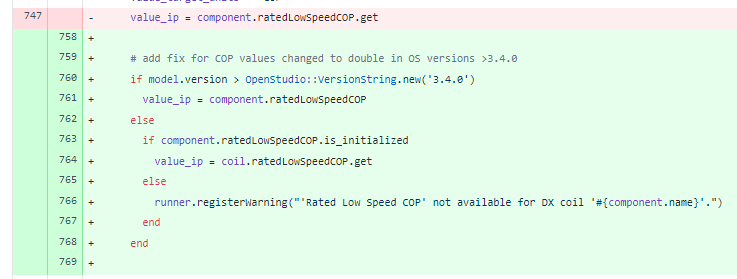 747 - value_ip = component.ratedLowSpeedCOP.get
758 +
759 + # add fix for COP values changed to double in OS versions >3.4.0
760 + if model.version > OpenStudio::VersionString.new('3.4.0')
761 + value_ip = component.ratedLowSpeedCOP
762 + else
763 + if component.ratedLowSpeedCOP.is_initialized
764 + value_ip = coil.ratedLowSpeedCOP.get
765 + else
766 + runner.registerWarning("'Rated Low Speed COP' not available for DX coil '#{component.name}'.")
767 + end
768 + end
769 +